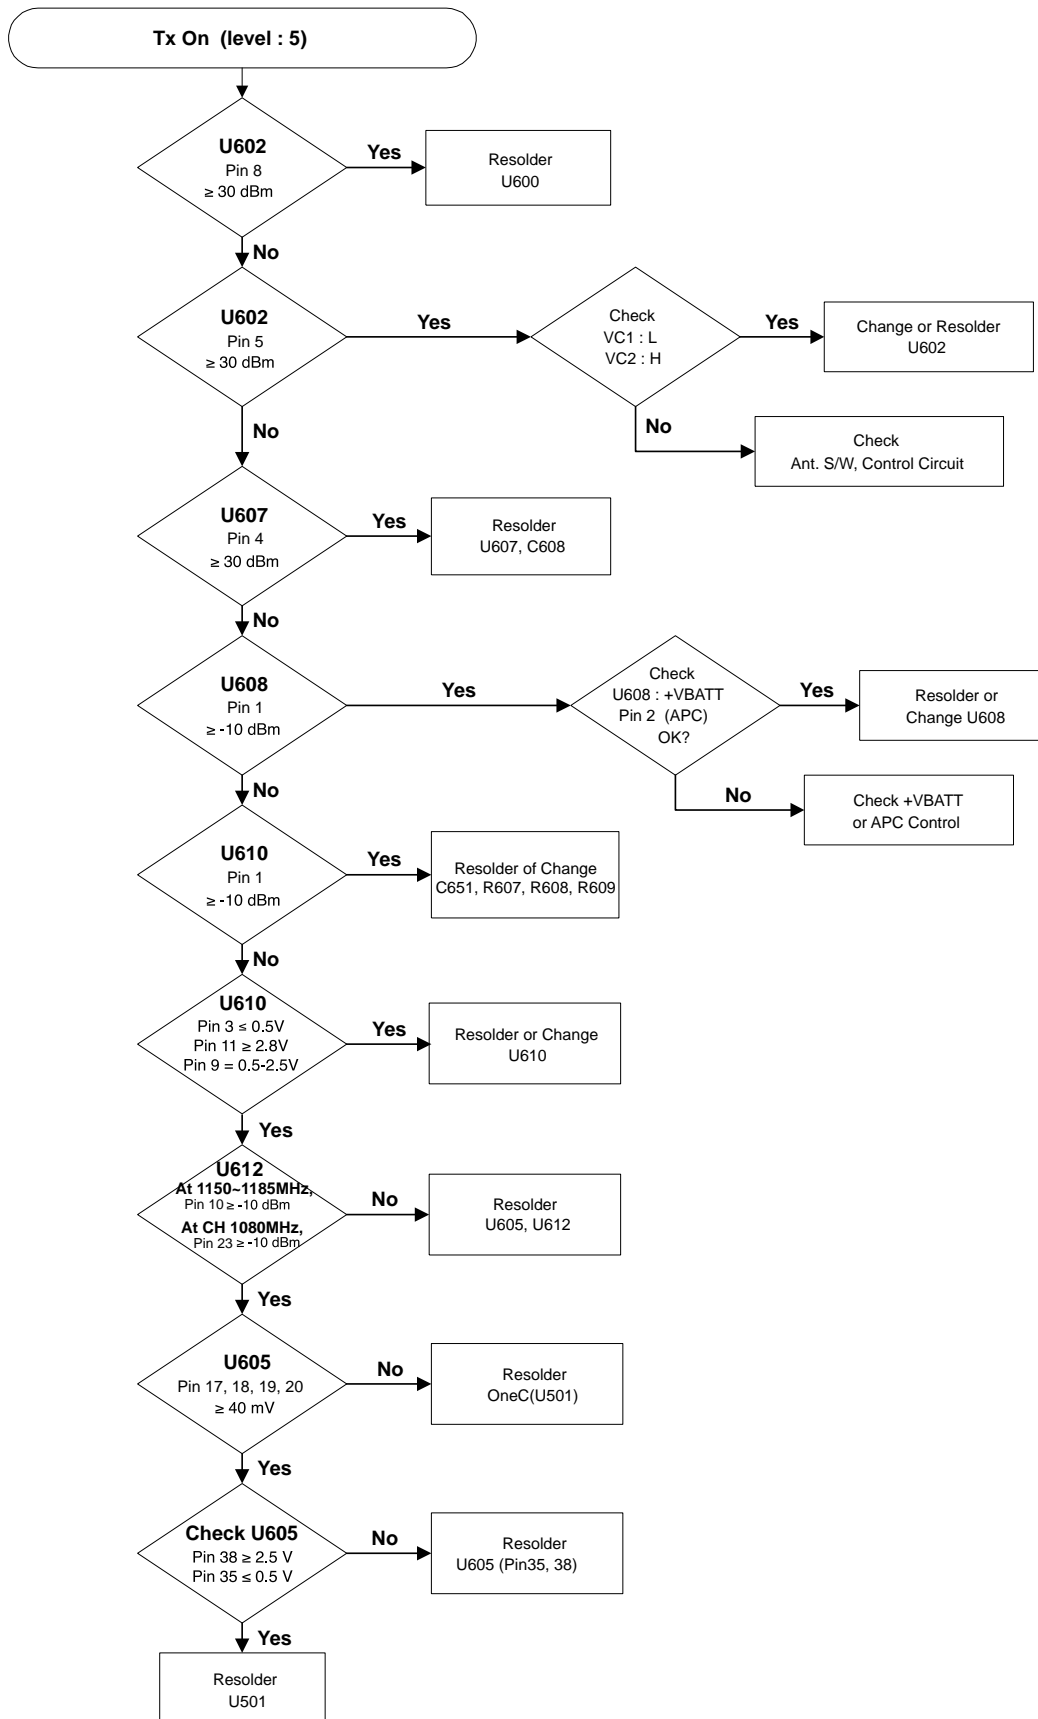 Tx On (level : 5)
U602
Pin 8
≥ 30 dBm
Yes
Resolder
U600
No
U602
Pin 5
≥ 30 dBm
Yes
Check
VC1 : L
VC2 : H
Yes
Change or Resolder
U602
No
Check
Ant. S/W, Control Circuit
No
U607
Pin 4
≥ 30 dBm
Yes
Resolder
U607, C608
No
U608
Pin 1
≥ -10 dBm
Yes
Check
U608 : +VBATT
Pin 2 (APC)
OK?
Yes
Resolder or
Change U608
No
Check +VBATT
or APC Control
No
U610
Pin 1
≥ -10 dBm
Yes
Resolder of Change
C651, R607, R608, R609
No
U610
Pin 3 ≤ 0.5V
Pin 11 ≥ 2.8V
Pin 9 = 0.5-2.5V
Yes
Resolder or Change
U610
Yes
U612
At 1150~1185MHz,
Pin 10 ≥ -10 dBm
At CH 1080MHz,
Pin 23 ≥ -10 dBm
No
Resolder
U605, U612
Yes
U605
Pin 17, 18, 19, 20
≥ 40 mV
No
Resolder
OneC(U501)
Yes
Check U605
Pin 38 ≥ 2.5 V
Pin 35 ≤ 0.5 V
No
Resolder
U605 (Pin35, 38)
Yes
Resolder
U501